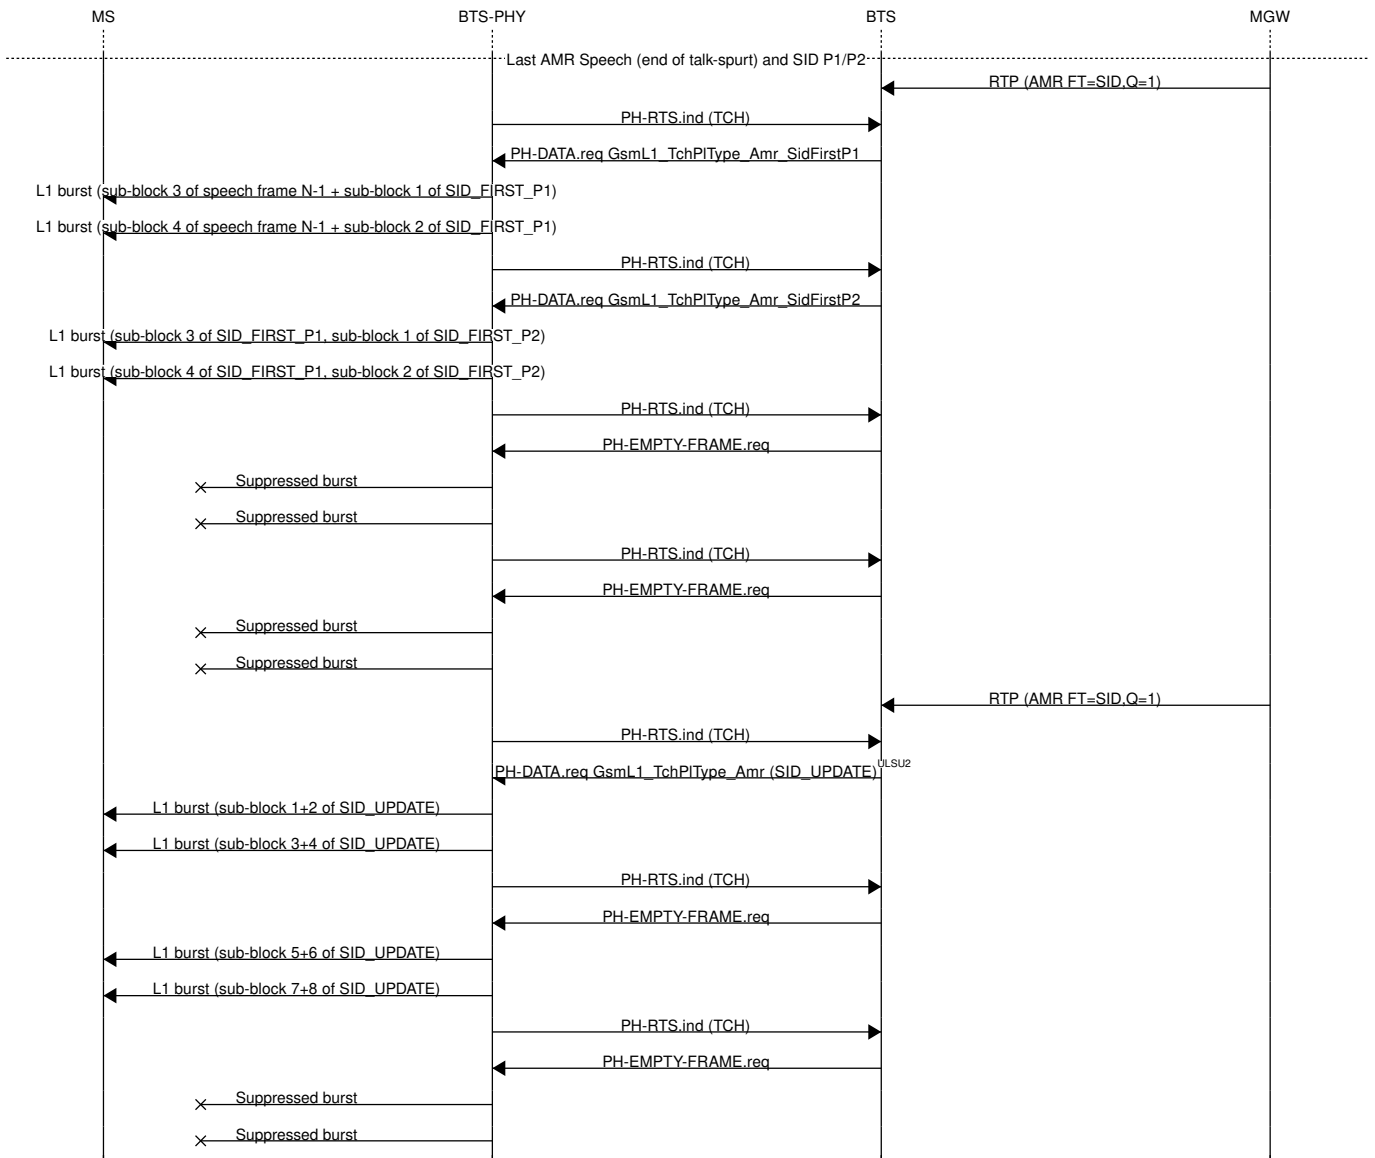 MS BTS-PHY BTS MGW
Last AMR Speech (end of talk-spurt) and SID P1/P2
RTP (AMR FT=SID,Q=1)
PH-RTS.ind (TCH)
PH-DATA.req GsmL1_TchPlType_Amr_SidFirstP1
L1 burst (sub-block 3 of speech frame N-1 + sub-block 1 of SID_FIRST_P1)
L1 burst (sub-block 4 of speech frame N-1 + sub-block 2 of SID_FIRST_P1)
PH-RTS.ind (TCH)
PH-DATA.req GsmL1_TchPlType_Amr_SidFirstP2
L1 burst (sub-block 3 of SID_FIRST_P1, sub-block 1 of SID_FIRST_P2)
L1 burst (sub-block 4 of SID_FIRST_P1, sub-block 2 of SID_FIRST_P2)
PH-RTS.ind (TCH)
PH-EMPTY-FRAME.req
Suppressed burst
Suppressed burst
PH-RTS.ind (TCH)
PH-EMPTY-FRAME.req
Suppressed burst
Suppressed burst
RTP (AMR FT=SID,Q=1)
PH-RTS.ind (TCH)
PH-DATA.req GsmL1_TchPlType_Amr (SID_UPDATE) ULSU2
L1 burst (sub-block 1+2 of SID_UPDATE)
L1 burst (sub-block 3+4 of SID_UPDATE)
PH-RTS.ind (TCH)
PH-EMPTY-FRAME.req
L1 burst (sub-block 5+6 of SID_UPDATE)
L1 burst (sub-block 7+8 of SID_UPDATE)
PH-RTS.ind (TCH)
PH-EMPTY-FRAME.req
Suppressed burst
Suppressed burst